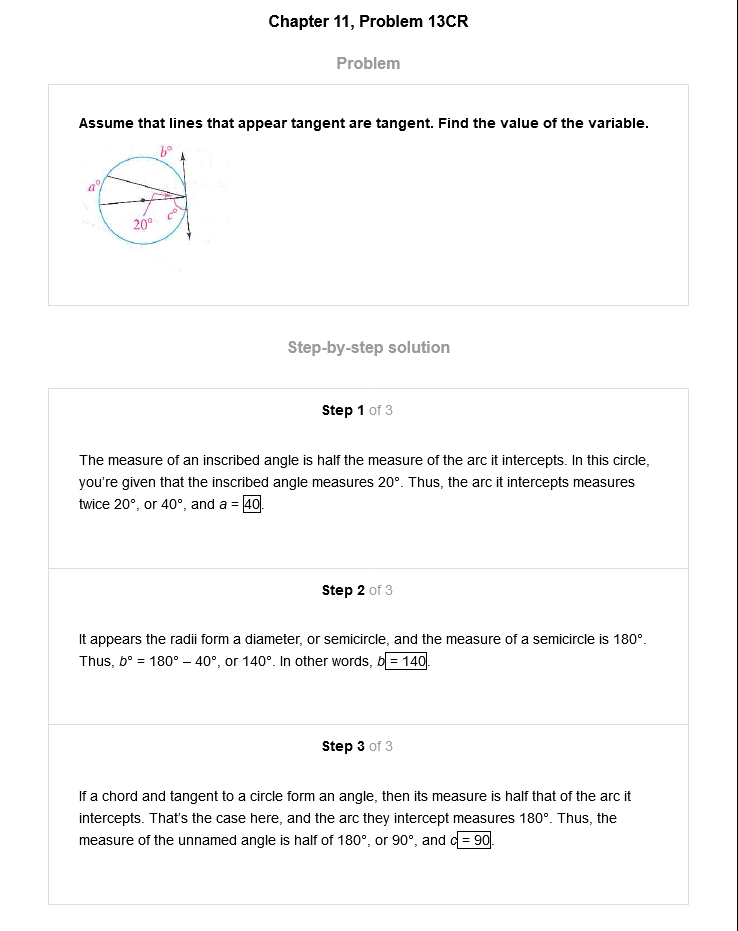 Chapter 11, Problem 13CR
Problem
Assume that lines that appear tangent are tangent. Find the value of the variable.
b°
a°
c°
20°
Step-by-step solution
Step 1 of 3
The measure of an inscribed angle is half the measure of the arc it intercepts. In this circle,
you're given that the inscribed angle measures 20°. Thus, the arc it intercepts measures
twice 20°, or 40°, and a = 40.
Step 2 of 3
It appears the radii form a diameter, or semicircle, and the measure of a semicircle is 180°.
Thus, b° = 180° – 40°, or 140°. In other words, b = 140.
Step 3 of 3
If a chord and tangent to a circle form an angle, then its measure is half that of the arc it
intercepts. That's the case here, and the arc they intercept measures 180°. Thus, the
measure of the unnamed angle is half of 180°, or 90°, and c = 90.